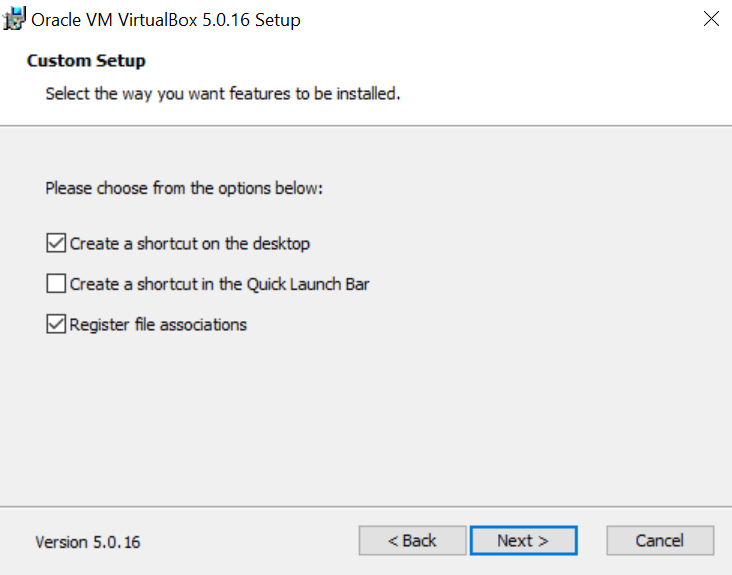 Oracle VM VirtualBox 5.0.16 Setup
Custom Setup
Select the way you want features to be installed.
Please choose from the options below:
Create a shortcut on the desktop
Create a shortcut in the Quick Launch Bar
Register file associations
Version 5.0.16
< Back
Next >
Cancel